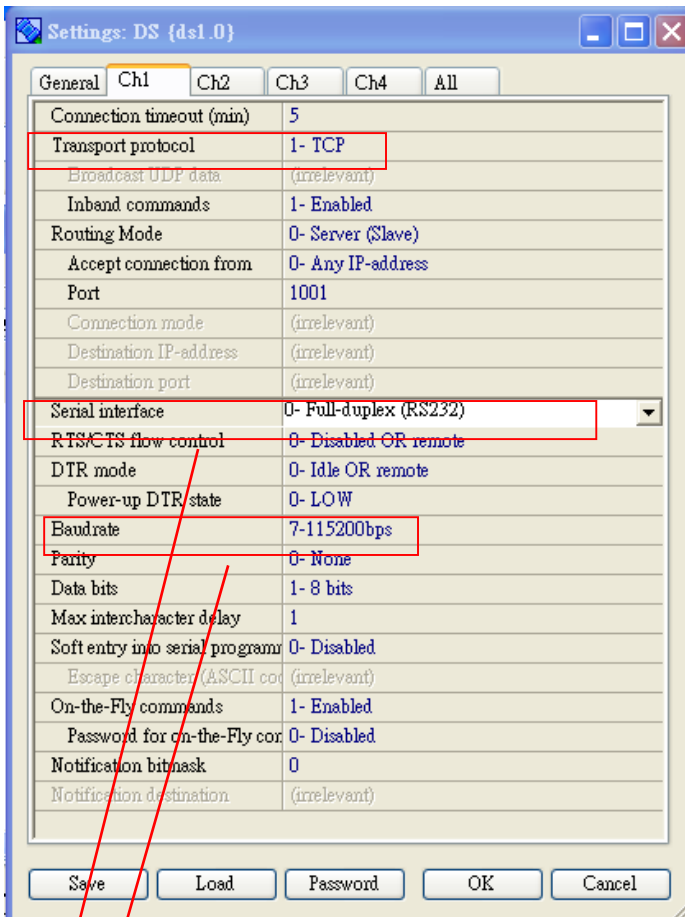 Settings: DS {ds1.0}
General Ch1 Ch2 Ch3 Ch4 All
Connection timeout (min) 5
Transport protocol 1- TCP
Broadcast UDP data (irrelevant)
Inband commands 1- Enabled
Routing Mode 0- Server (Slave)
Accept connection from 0- Any IP-address
Port 1001
Connection mode (irrelevant)
Destination IP-address (irrelevant)
Destination port (irrelevant)
Serial interface 0- Full-duplex (RS232)
RTS/CTS flow control 0- Disabled OR remote
DTR mode 0- Idle OR remote
Power-up DTR state 0- LOW
Baudrate 7-115200bps
Parity 0- None
Data bits 1- 8 bits
Max intercharacter delay 1
Soft entry into serial programr 0- Disabled
Escape character (ASCII coc (irrelevant)
On-the-Fly commands 1- Enabled
Password for on-the-Fly cor 0- Disabled
Notification bitmask 0
Notification destination (irrelevant)
Save Load Password OK Cancel